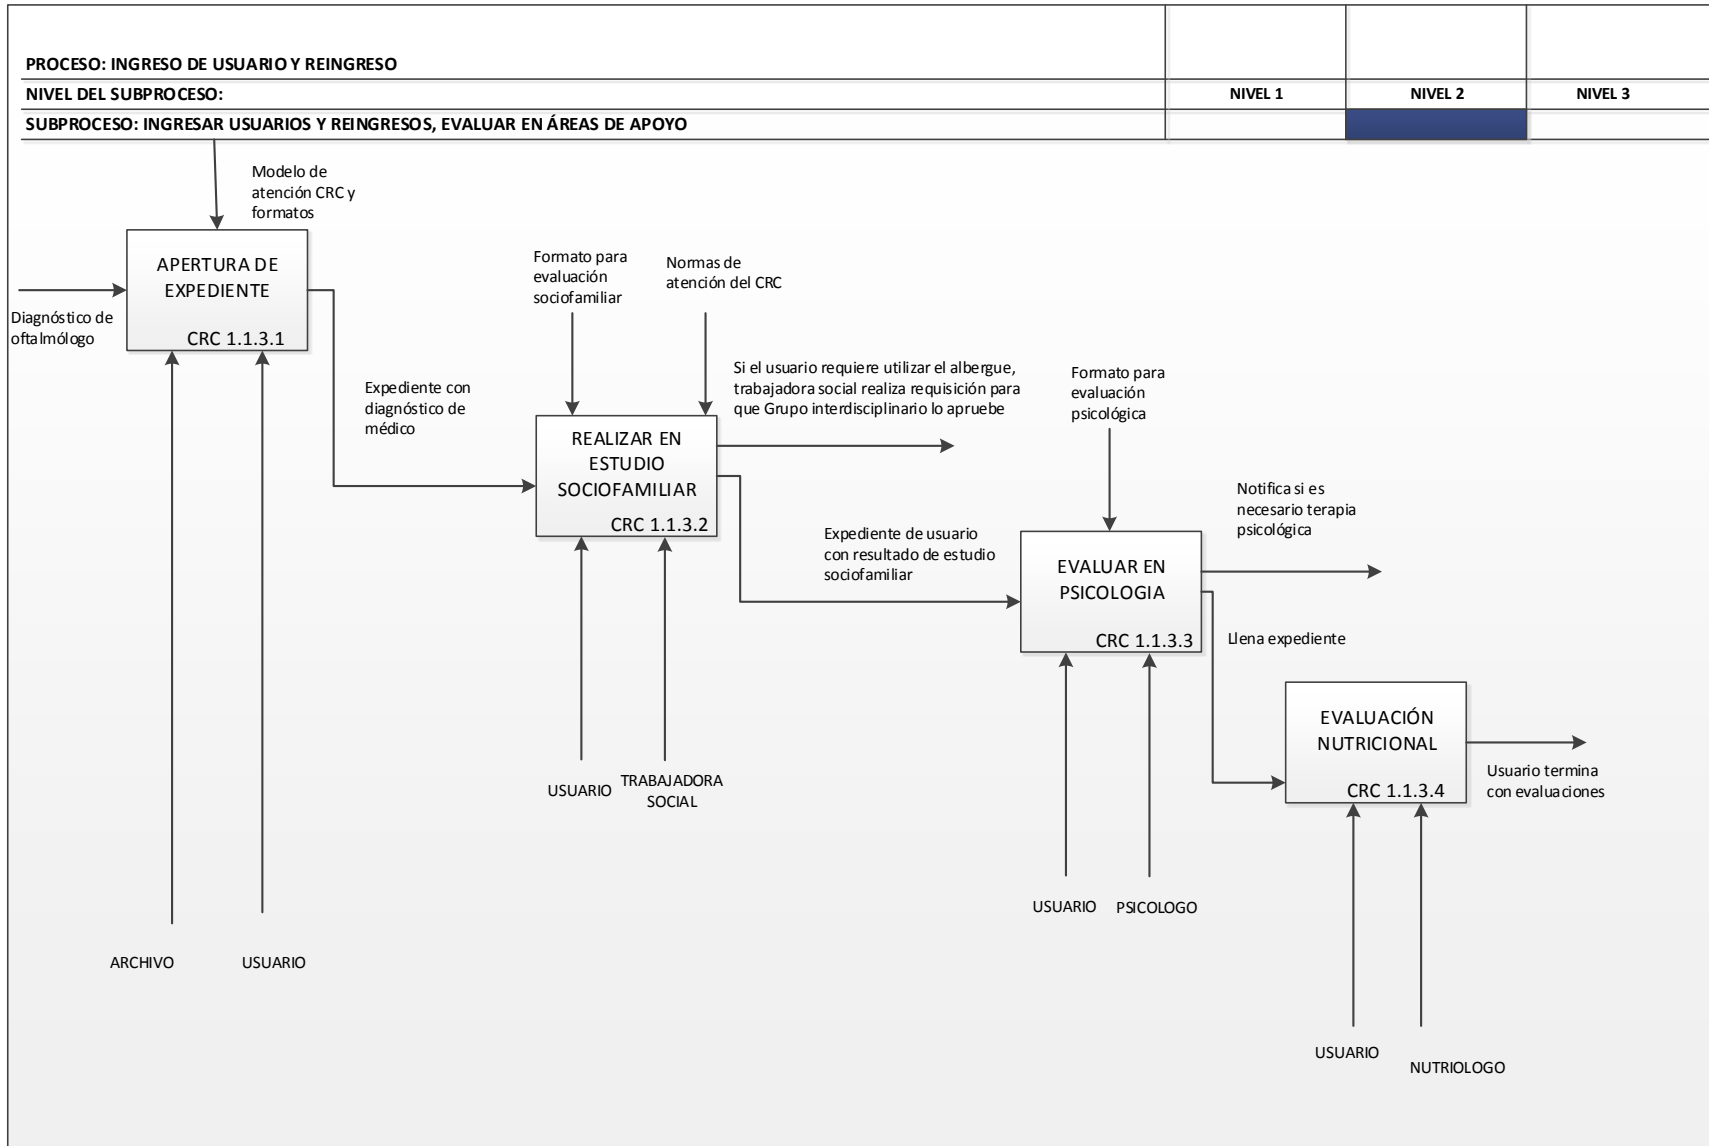 PROCESO: INGRESO DE USUARIO Y REINGRESO
NIVEL DEL SUBPROCESO:
NIVEL 1
NIVEL 2
NIVEL 3
SUBPROCESO: INGRESAR USUARIOS Y REINGRESOS, EVALUAR EN ÁREAS DE APOYO
Modelo de
atención CRC y
formatos
APERTURA DE
EXPEDIENTE
CRC 1.1.3.1
Diagnóstico de
oftalmólogo
Formato para
evaluación
sociofamiliar
Normas de
atención del CRC
Expediente con
diagnóstico de
médico
Si el usuario requiere utilizar el albergue,
trabajadora social realiza requisición para
que Grupo interdisciplinario lo apruebe
REALIZAR EN
ESTUDIO
SOCIOFAMILIAR
CRC 1.1.3.2
Formato para
evaluación
psicológica
Expediente de usuario
con resultado de estudio
sociofamiliar
Notifica si es
necesario terapia
psicológica
EVALUAR EN
PSICOLOGIA
CRC 1.1.3.3
Llena expediente
EVALUACIÓN
NUTRICIONAL
CRC 1.1.3.4
Usuario termina
con evaluaciones
USUARIO
TRABAJADORA
SOCIAL
USUARIO
PSICOLOGO
ARCHIVO
USUARIO
USUARIO
NUTRIOLOGO